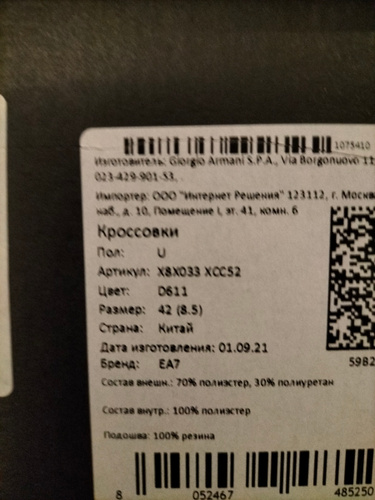 1075410
Изготовитель: Giorgio Armani S.P.A., Via Borgonuovo 11
023-429-901-53,
Импортер: ООО "Интернет Решения" 123112, г. Москва
наб., д. 10, Помещение I, эт. 41, комн. 6
Кроссовки
Пол: U
Артикул: X8X033 XCC52
Цвет: D611
Размер: 42 (8.5)
Страна: Китай
Дата изготовления: 01.09.21
Бренд: EA7
59B2
Состав внешн.: 70% полиэстер, 30% полиуретан
Состав внутр.: 100% полиэстер
Подошва: 100% резина
8 052467 485250